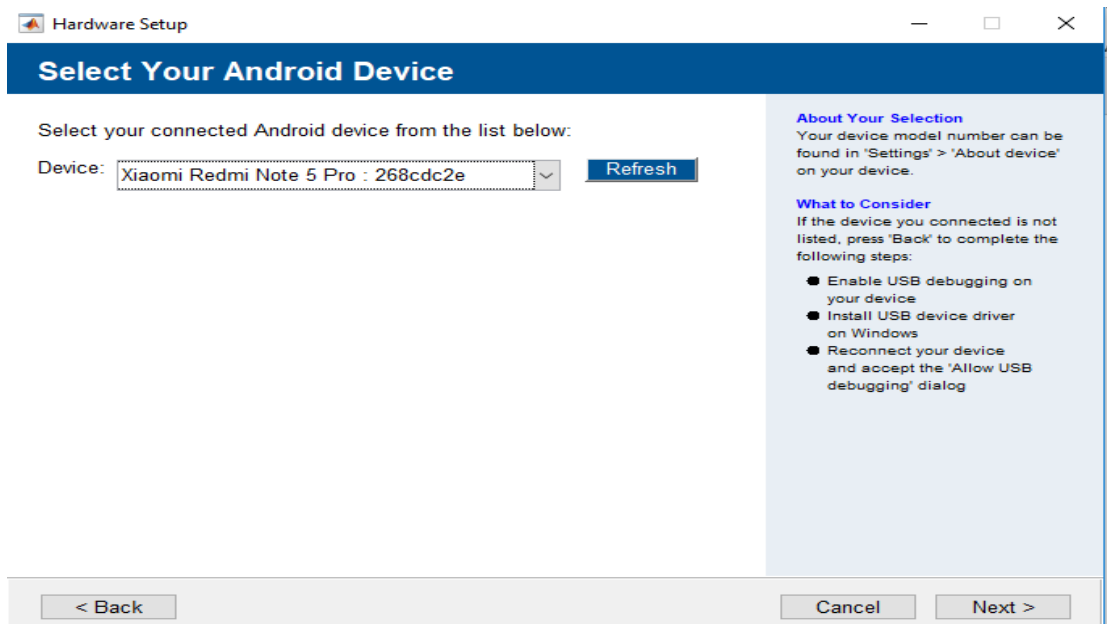 Hardware Setup
Select Your Android Device
Select your connected Android device from the list below:
Device: Xiaomi Redmi Note 5 Pro : 268cdc2e Refresh
About Your Selection
Your device model number can be
found in 'Settings' > 'About device'
on your device.
What to Consider
If the device you connected is not
listed, press 'Back' to complete the
following steps:
Enable USB debugging on
your device
Install USB device driver
on Windows
Reconnect your device
and accept the 'Allow USB
debugging' dialog
< Back Cancel Next >